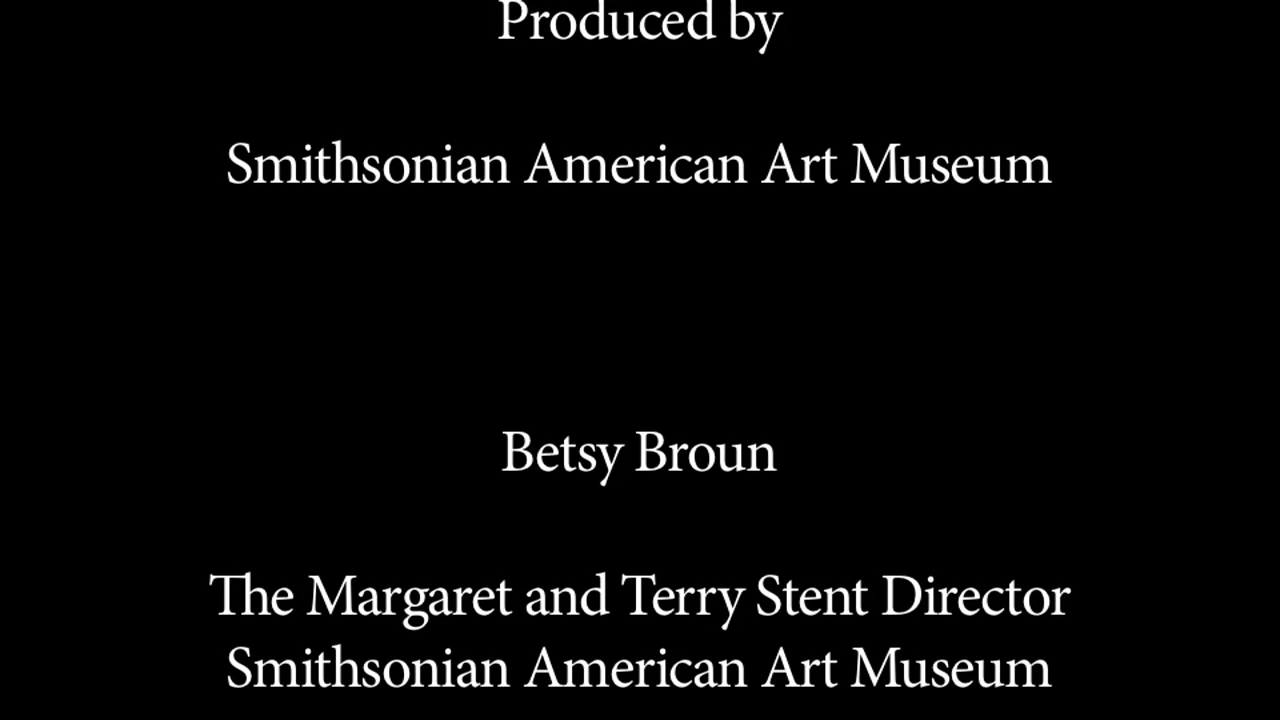 Produced by
Smithsonian American Art Museum
Betsy Broun
The Margaret and Terry Stent Director
Smithsonian American Art Museum